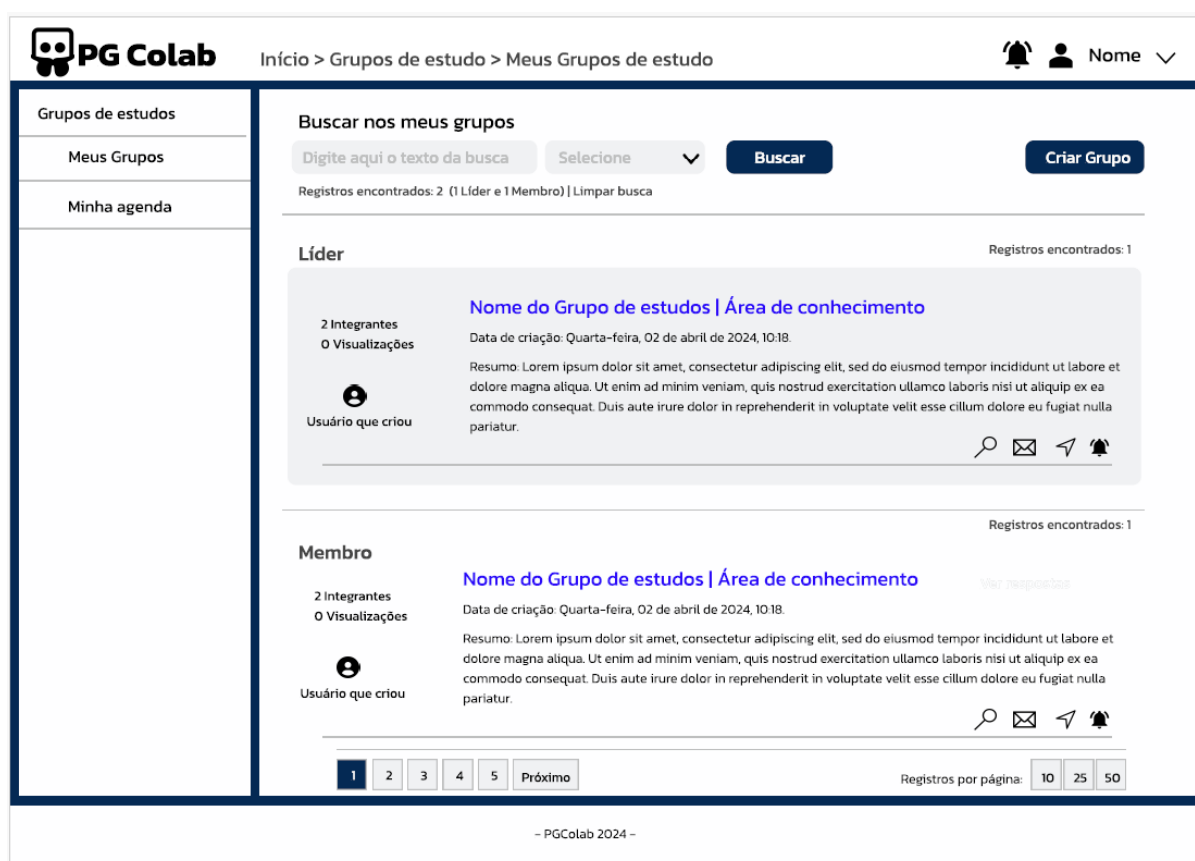 PG Colab
Início > Grupos de estudo > Meus Grupos de estudo
Nome
Grupos de estudos
Meus Grupos
Minha agenda
Buscar nos meus grupos
Digite aqui o texto da busca
Selecione
Buscar
Criar Grupo
Registros encontrados: 2 (1 Líder e 1 Membro) | Limpar busca
Líder
Registros encontrados: 1
2 Integrantes
0 Visualizações
Usuário que criou
Nome do Grupo de estudos | Área de conhecimento
Data de criação: Quarta-feira, 02 de abril de 2024, 10:18.
Resumo: Lorem ipsum dolor sit amet, consectetur adipiscing elit, sed do eiusmod tempor incididunt ut labore et
dolore magna aliqua. Ut enim ad minim veniam, quis nostrud exercitation ullamco laboris nisi ut aliquip ex ea
commodo consequat. Duis aute irure dolor in reprehenderit in voluptate velit esse cillum dolore eu fugiat nulla
pariatur.
Registros encontrados: 1
Membro
2 Integrantes
0 Visualizações
Usuário que criou
Nome do Grupo de estudos | Área de conhecimento
Ver respostas
Data de criação: Quarta-feira, 02 de abril de 2024, 10:18.
Resumo: Lorem ipsum dolor sit amet, consectetur adipiscing elit, sed do eiusmod tempor incididunt ut labore et
dolore magna aliqua. Ut enim ad minim veniam, quis nostrud exercitation ullamco laboris nisi ut aliquip ex ea
commodo consequat. Duis aute irure dolor in reprehenderit in voluptate velit esse cillum dolore eu fugiat nulla
pariatur.
1 2 3 4 5 Próximo
Registros por página: 10 25 50
- PGColab 2024 -